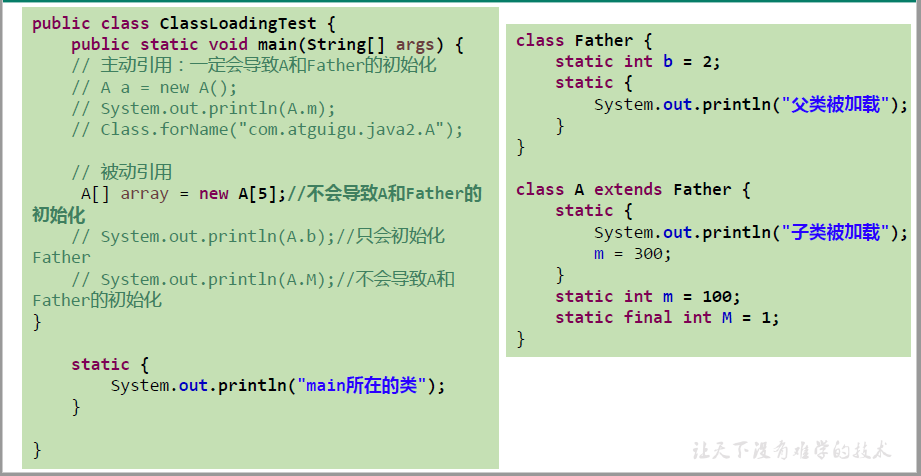 public class ClassLoadingTest {
public static void main(String[] args) {
// 主动引用：一定会导致A和Father的初始化
// A a = new A();
// System.out.println(A.m);
// Class.forName("com.atguigu.java2.A");
// 被动引用
A[] array = new A[5];//不会导致A和Father的
初始化
// System.out.println(A.b);//只会初始化
Father
// System.out.println(A.M);//不会导致A和
Father的初始化
}
static {
System.out.println("main所在的类");
}
}
class Father {
static int b = 2;
static {
System.out.println("父类被加载");
}
}
class A extends Father {
static {
System.out.println("子类被加载");
m = 300;
}
static int m = 100;
static final int M = 1;
}
让天下没有难学的技术